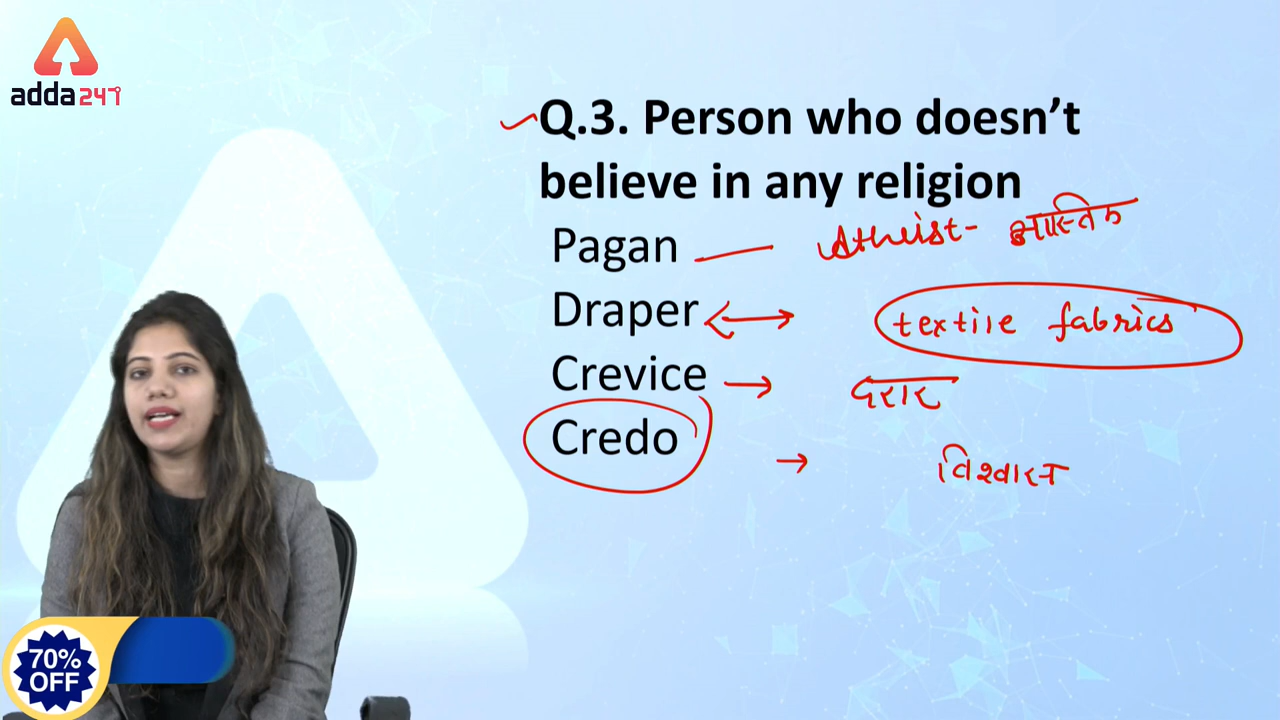 adda247
Q.3. Person who doesn't
believe in any religion
Pagan Atheist- आस्तिक
Draper textile fabrics
Crevice दरार
Credo विश्वास
70%
OFF